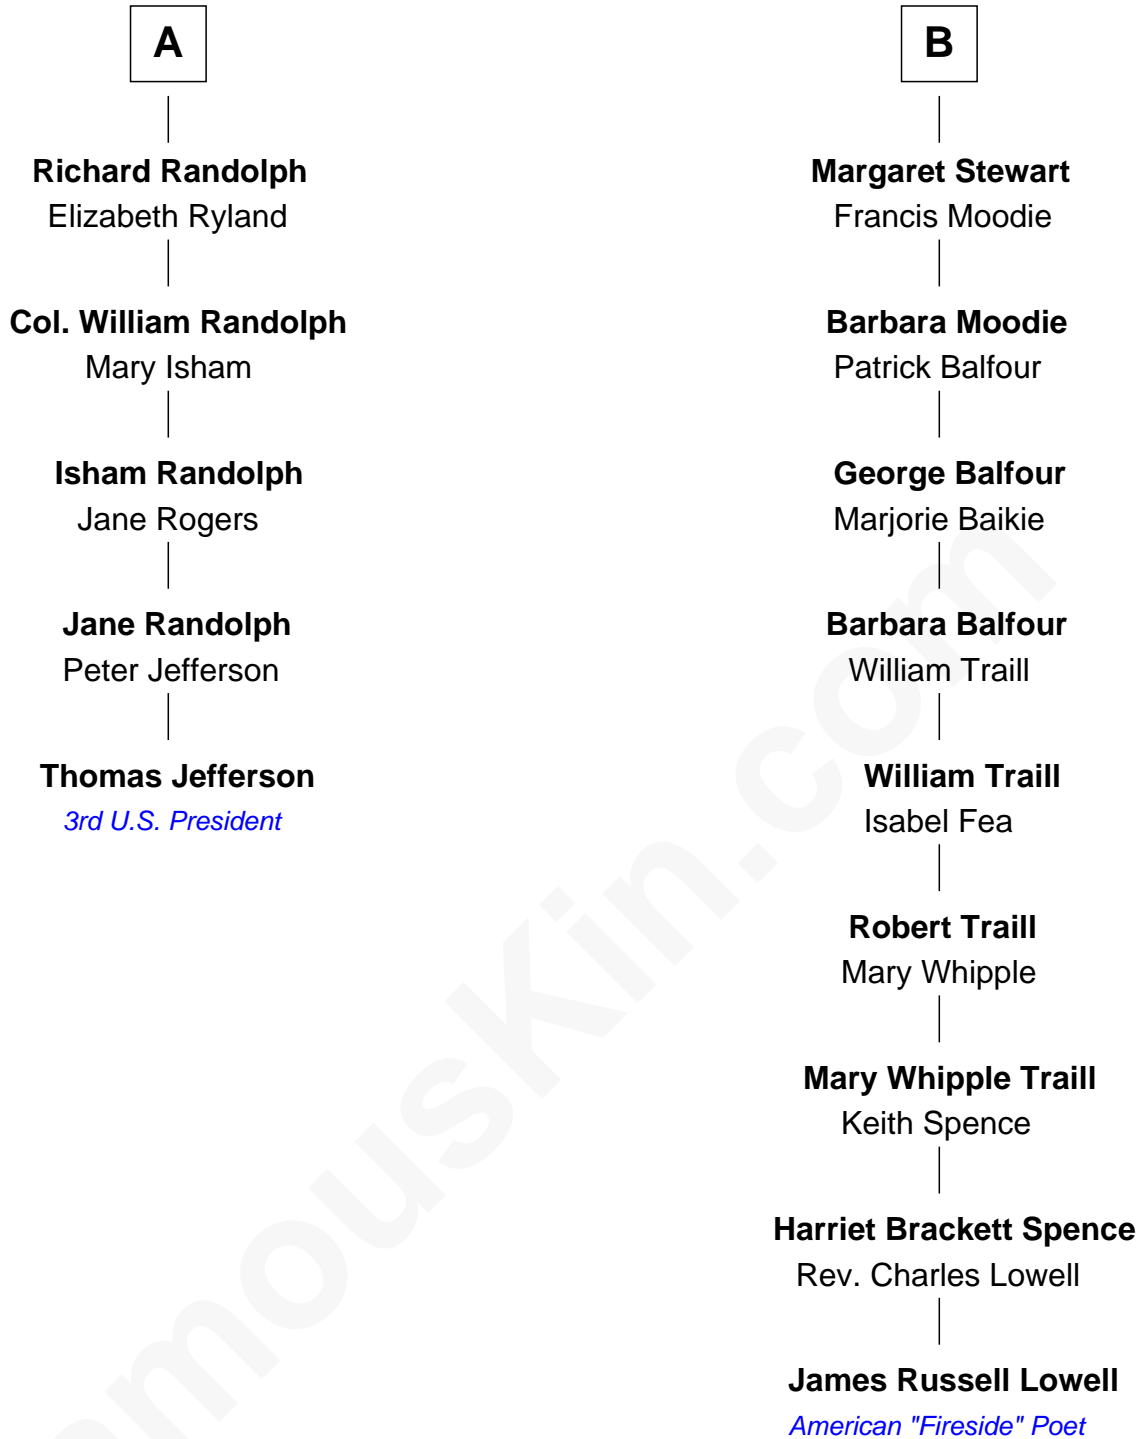 A
Richard Randolph
Elizabeth Ryland
Col. William Randolph
Mary Isham
Isham Randolph
Jane Rogers
Jane Randolph
Peter Jefferson
Thomas Jefferson
3rd U.S. President
B
Margaret Stewart
Francis Moodie
Barbara Moodie
Patrick Balfour
George Balfour
Marjorie Baikie
Barbara Balfour
William Traill
William Traill
Isabel Fea
Robert Traill
Mary Whipple
Mary Whipple Traill
Keith Spence
Harriet Brackett Spence
Rev. Charles Lowell
James Russell Lowell
American "Fireside" Poet
amouskin.com